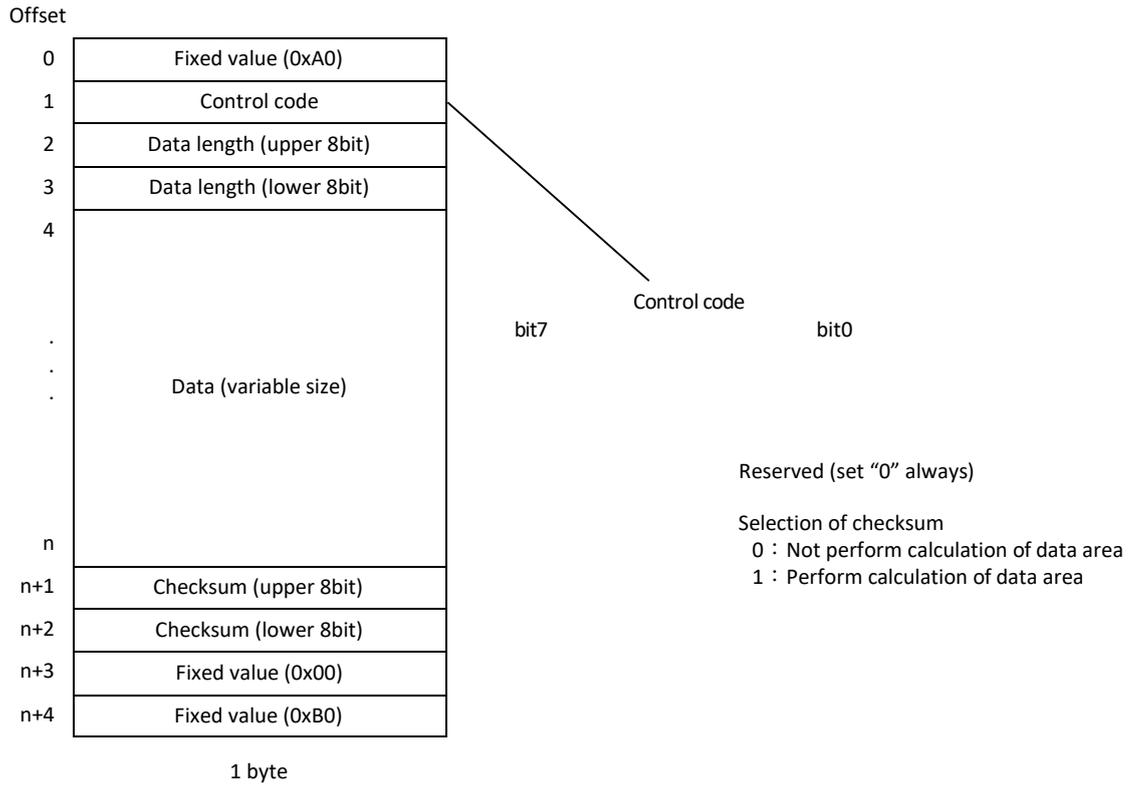 Offset
0 Fixed value (0xA0)
1 Control code
2 Data length (upper 8bit)
3 Data length (lower 8bit)
4
Control code
bit7 bit0
.
.
.
Data (variable size)
Reserved (set “0” always)
Selection of checksum
0：Not perform calculation of data area
1：Perform calculation of data area
n
n+1 Checksum (upper 8bit)
n+2 Checksum (lower 8bit)
n+3 Fixed value (0x00)
n+4 Fixed value (0xB0)
1 byte